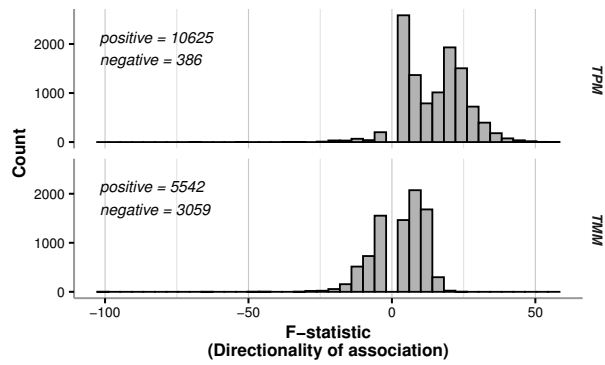 positive = 10625
negative = 386
2000
1000
0
TPM
Count
positive = 5542
negative = 3059
2000
1000
0
TMM
−100
−50
0
50
F−statistic
(Directionality of association)